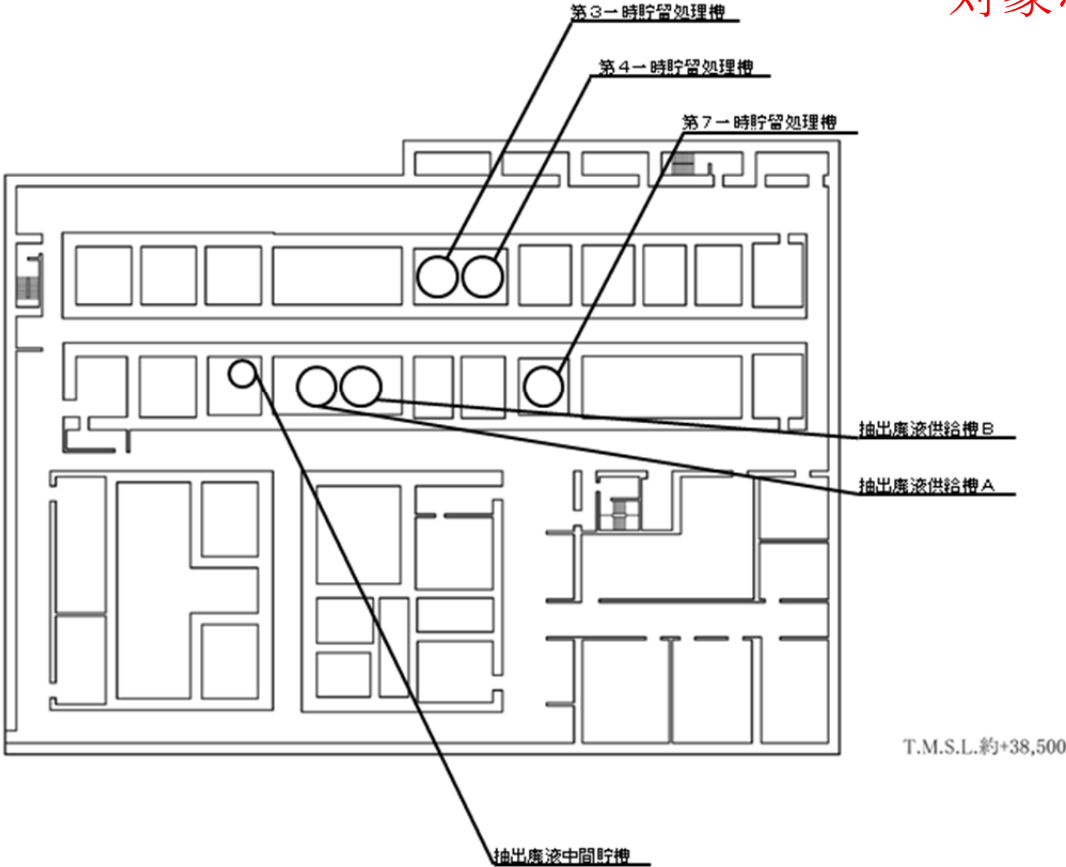 対象
第3一時貯留処理槽
第4一時貯留処理槽
第7一時貯留処理槽
抽出廃液供給槽B
抽出廃液供給槽A
T.M.S.L.約+38,500
抽出廃液中間貯槽